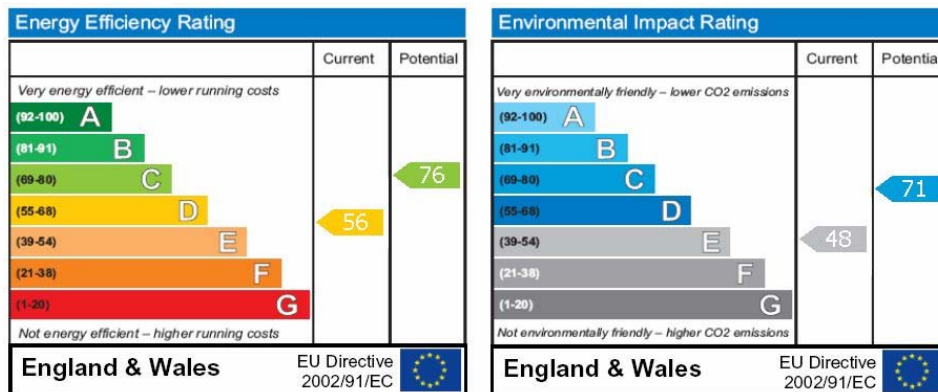 Energy Efficiency Rating
Current Potential
Very energy efficient – lower running costs
(92-100) A
(81-91) B
(69-80) C
76
(55-68) D
56
(39-54) E
(21-38) F
(1-20) G
Not energy efficient – higher running costs
England & Wales
EU Directive
2002/91/EC
Environmental Impact Rating
Current Potential
Very environmentally friendly – lower CO2 emissions
(92-100) A
(81-91) B
(69-80) C
71
(55-68) D
(39-54) E
48
(21-38) F
(1-20) G
Not environmentally friendly – higher CO2 emissions
England & Wales
EU Directive
2002/91/EC